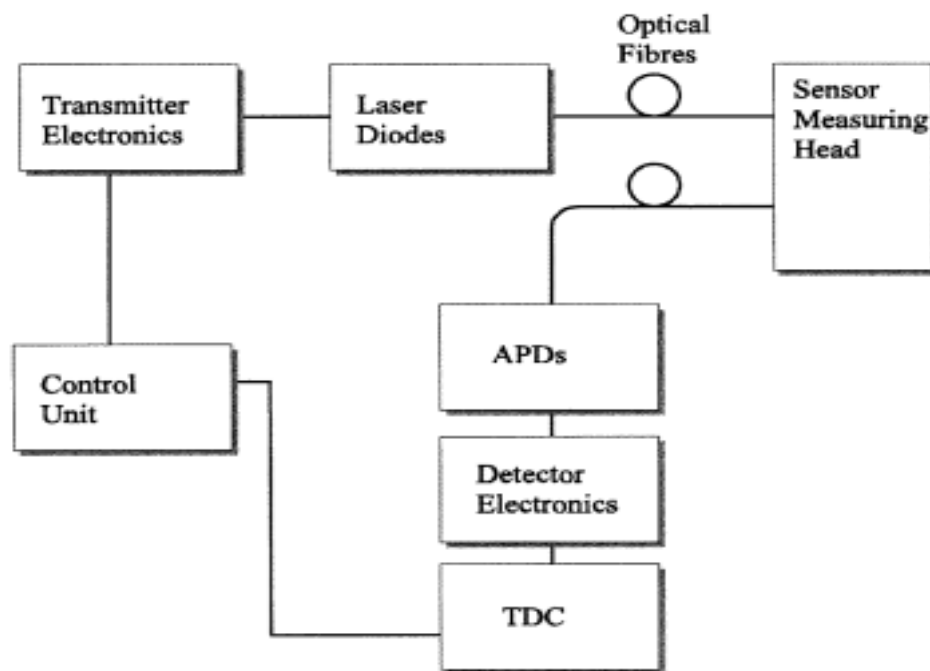 Optical
Fibres
Transmitter
Electronics
Laser
Diodes
Sensor
Measuring
Head
Control
Unit
APDs
Detector
Electronics
TDC